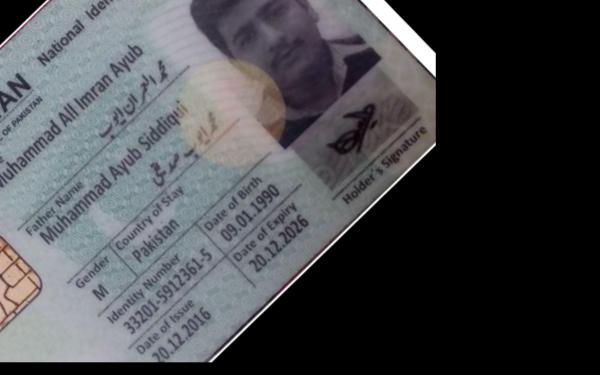 National Iden
AN
OF PAKISTAN
Muhammad Ali Imran Ayub
محمد علی عمران ایوب
Father Name
Muhammad Ayub Siddiqui
محمد ایوب صدیقی
Gender
Country of Stay
M
Pakistan
Identity Number
Date of Birth
33201-5912361-5
09.01.1990
Date of Issue
Date of Expiry
20.12.2016
20.12.2026
Holder's Signature